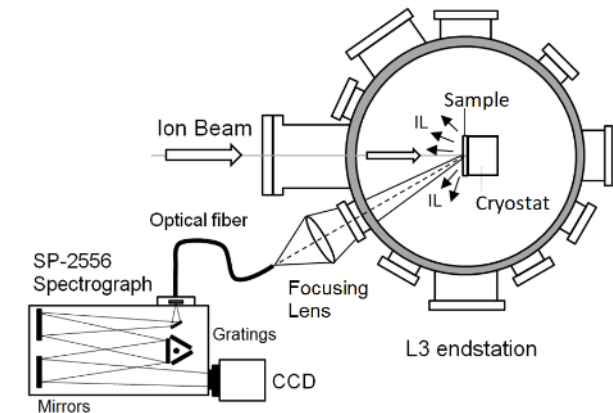 Sample
IL
Ion Beam
IL
Cryostat
Optical fiber
SP-2556
Spectrograph
Focusing
Lens
Gratings
L3 endstation
CCD
Mirrors